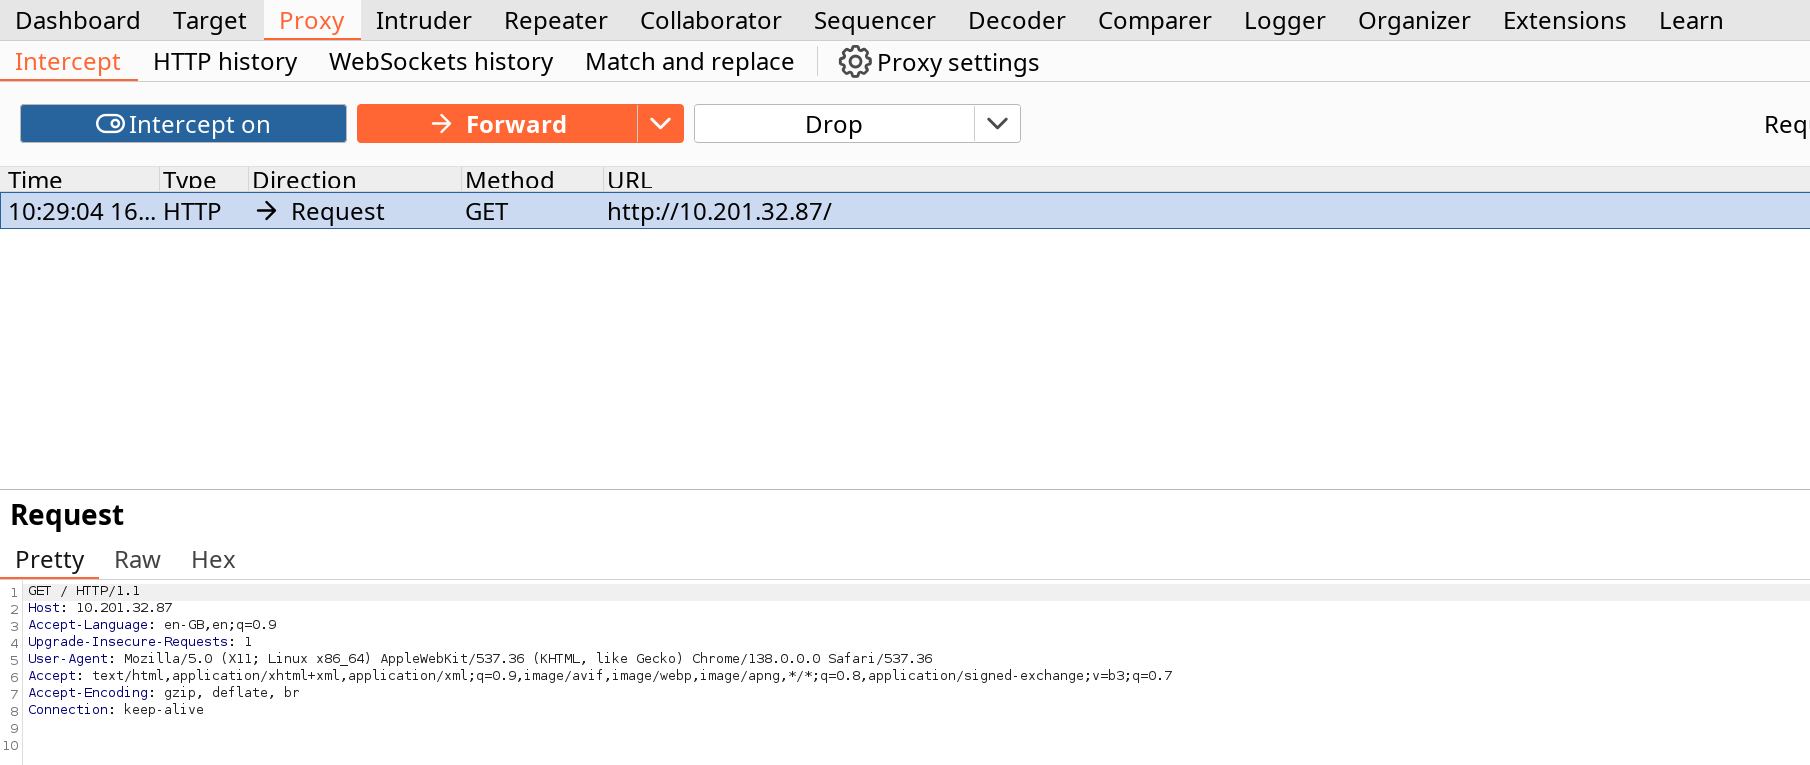 Dashboard Target Proxy Intruder Repeater Collaborator Sequencer Decoder Comparer Logger Organizer Extensions Learn
Intercept HTTP history WebSockets history Match and replace Proxy settings
Intercept on Forward Drop Req
Time Type Direction Method URL
10:29:04 16... HTTP → Request GET http://10.201.32.87/
Request
Pretty Raw Hex
1 GET / HTTP/1.1
2 Host: 10.201.32.87
3 Accept-Language: en-GB,en;q=0.9
4 Upgrade-Insecure-Requests: 1
5 User-Agent: Mozilla/5.0 (X11; Linux x86_64) AppleWebKit/537.36 (KHTML, like Gecko) Chrome/138.0.0.0 Safari/537.36
6 Accept: text/html,application/xhtml+xml,application/xml;q=0.9,image/avif,image/webp,image/apng,*/*;q=0.8,application/signed-exchange;v=b3;q=0.7
7 Accept-Encoding: gzip, deflate, br
8 Connection: keep-alive
9
10